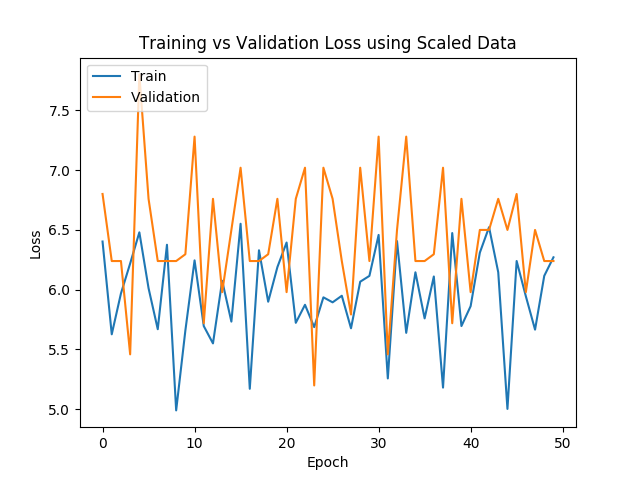 Training vs Validation Loss using Scaled Data
Train
Validation
7.5
7.0
6.5
6.0
5.5
5.0
Loss
0 10 20 30 40 50
Epoch